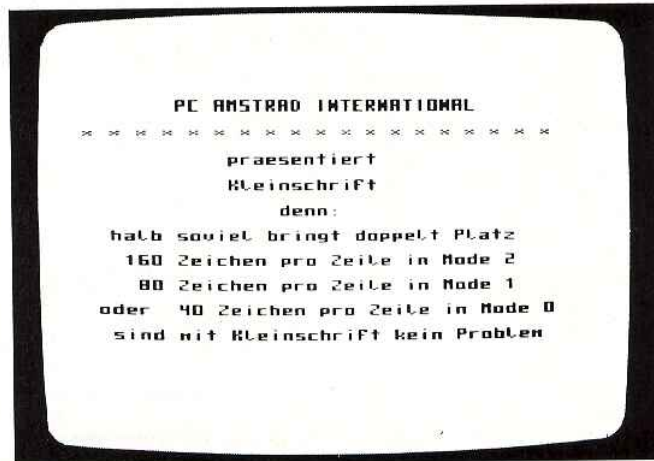 PC AMSTRAD INTERNATIONAL
* * * * * * * * * * * * * * * * * * *
praesentiert
Kleinschrift
denn:
halb soviel bringt doppelt Platz
160 Zeichen pro Zeile in Mode 2
80 Zeichen pro Zeile in Mode 1
oder 40 Zeichen pro Zeile in Mode 0
sind mit Kleinschrift kein Problem